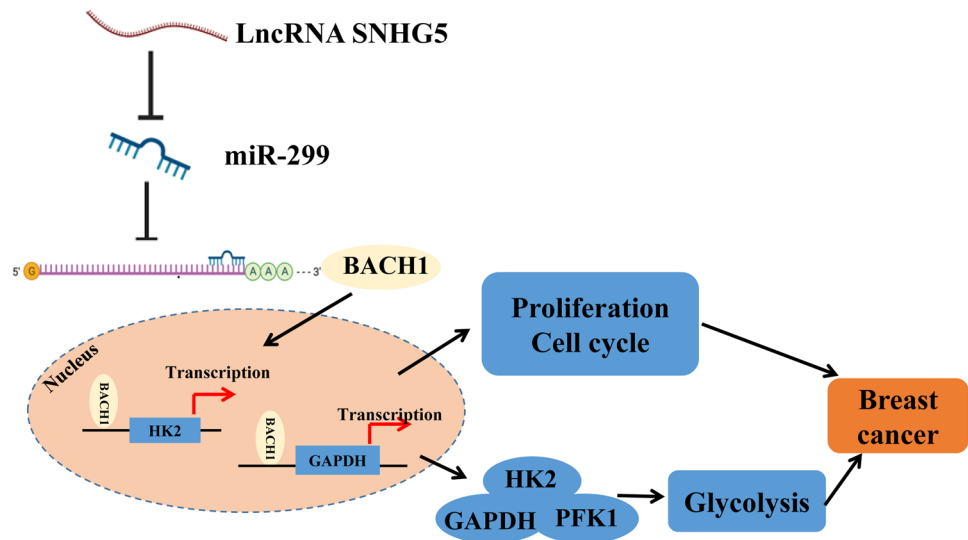 LncRNA SNHG5
miR-299
5' G A A A 3' BACH1
Proliferation
Cell cycle
Nucleus
Transcription
BACH1
HK2
Transcription
BACH1
GAPDH
Breast
cancer
HK2
GAPDH PFK1
Glycolysis